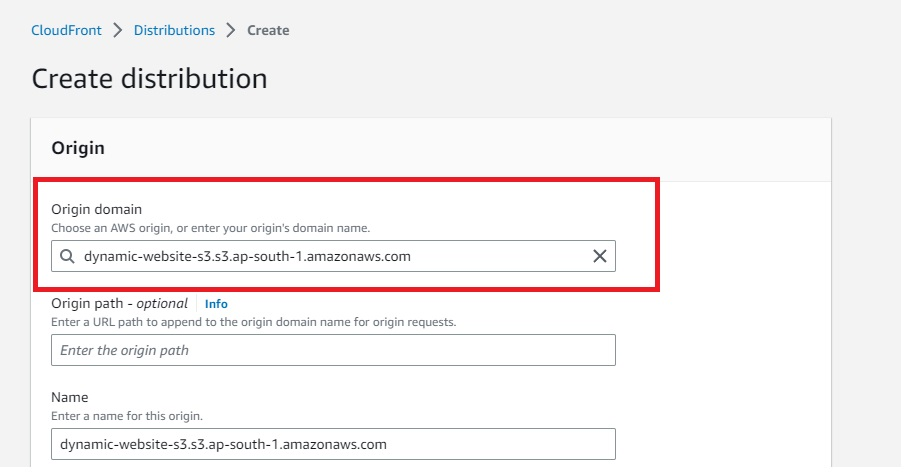 CloudFront > Distributions > Create
Create distribution
Origin
Origin domain
Choose an AWS origin, or enter your origin's domain name.
dynamic-website-s3.s3.ap-south-1.amazonaws.com
Origin path - optional Info
Enter a URL path to append to the origin domain name for origin requests.
Enter the origin path
Name
Enter a name for this origin.
dynamic-website-s3.s3.ap-south-1.amazonaws.com